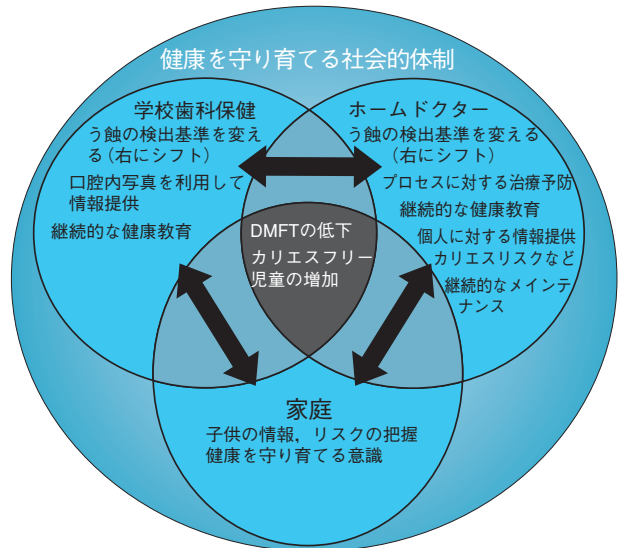 健康を守り育てる社会的体制
学校歯科保健
う蝕の検出基準を変え
る（右にシフト）
口腔内写真を利用して
情報提供
継続的な健康教育
ホームドクター
う蝕の検出基準を変える
（右にシフト）
プロセスに対する治療予防
継続的な健康教育
個人に対する情報提供
カリエスリスクなど
継続的なメインテ
ナンス
DMFTの低下
カリエスフリー
児童の増加
家庭
子供の情報，リスクの把握
健康を守り育てる意識